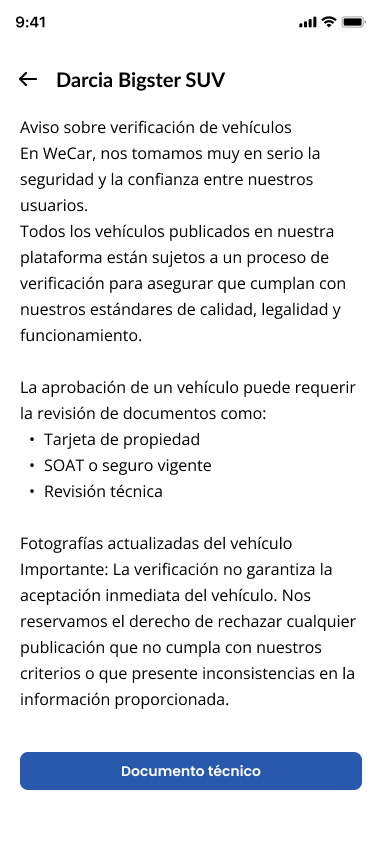 9:41
Darcia Bigster SUV
Aviso sobre verificación de vehículos
En WeCar, nos tomamos muy en serio la
seguridad y la confianza entre nuestros
usuarios.
Todos los vehículos publicados en nuestra
plataforma están sujetos a un proceso de
verificación para asegurar que cumplan con
nuestros estándares de calidad, legalidad y
funcionamiento.
La aprobación de un vehículo puede requerir
la revisión de documentos como:
• Tarjeta de propiedad
• SOAT o seguro vigente
• Revisión técnica
Fotografías actualizadas del vehículo
Importante: La verificación no garantiza la
aceptación inmediata del vehículo. Nos
reservamos el derecho de rechazar cualquier
publicación que no cumpla con nuestros
criterios o que presente inconsistencias en la
información proporcionada.
Documento técnico